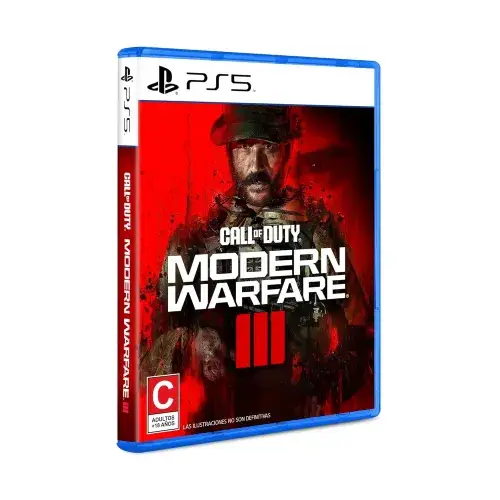 PS5
PS5
CALL OF DUTY
MODERN
WARFARE
III
CALL OF DUTY.
MODERN WARFARE III
C
ADULTOS
+18 AÑOS
LAS ILUSTRACIONES NO SON DEFINITIVAS